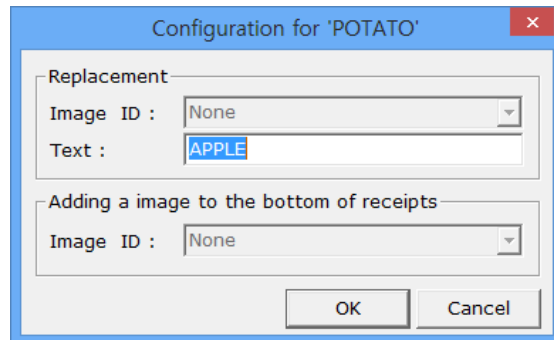 Configuration for 'POTATO'
Replacement
Image ID : None
Text : APPLE
Adding a image to the bottom of receipts
Image ID : None
OK Cancel